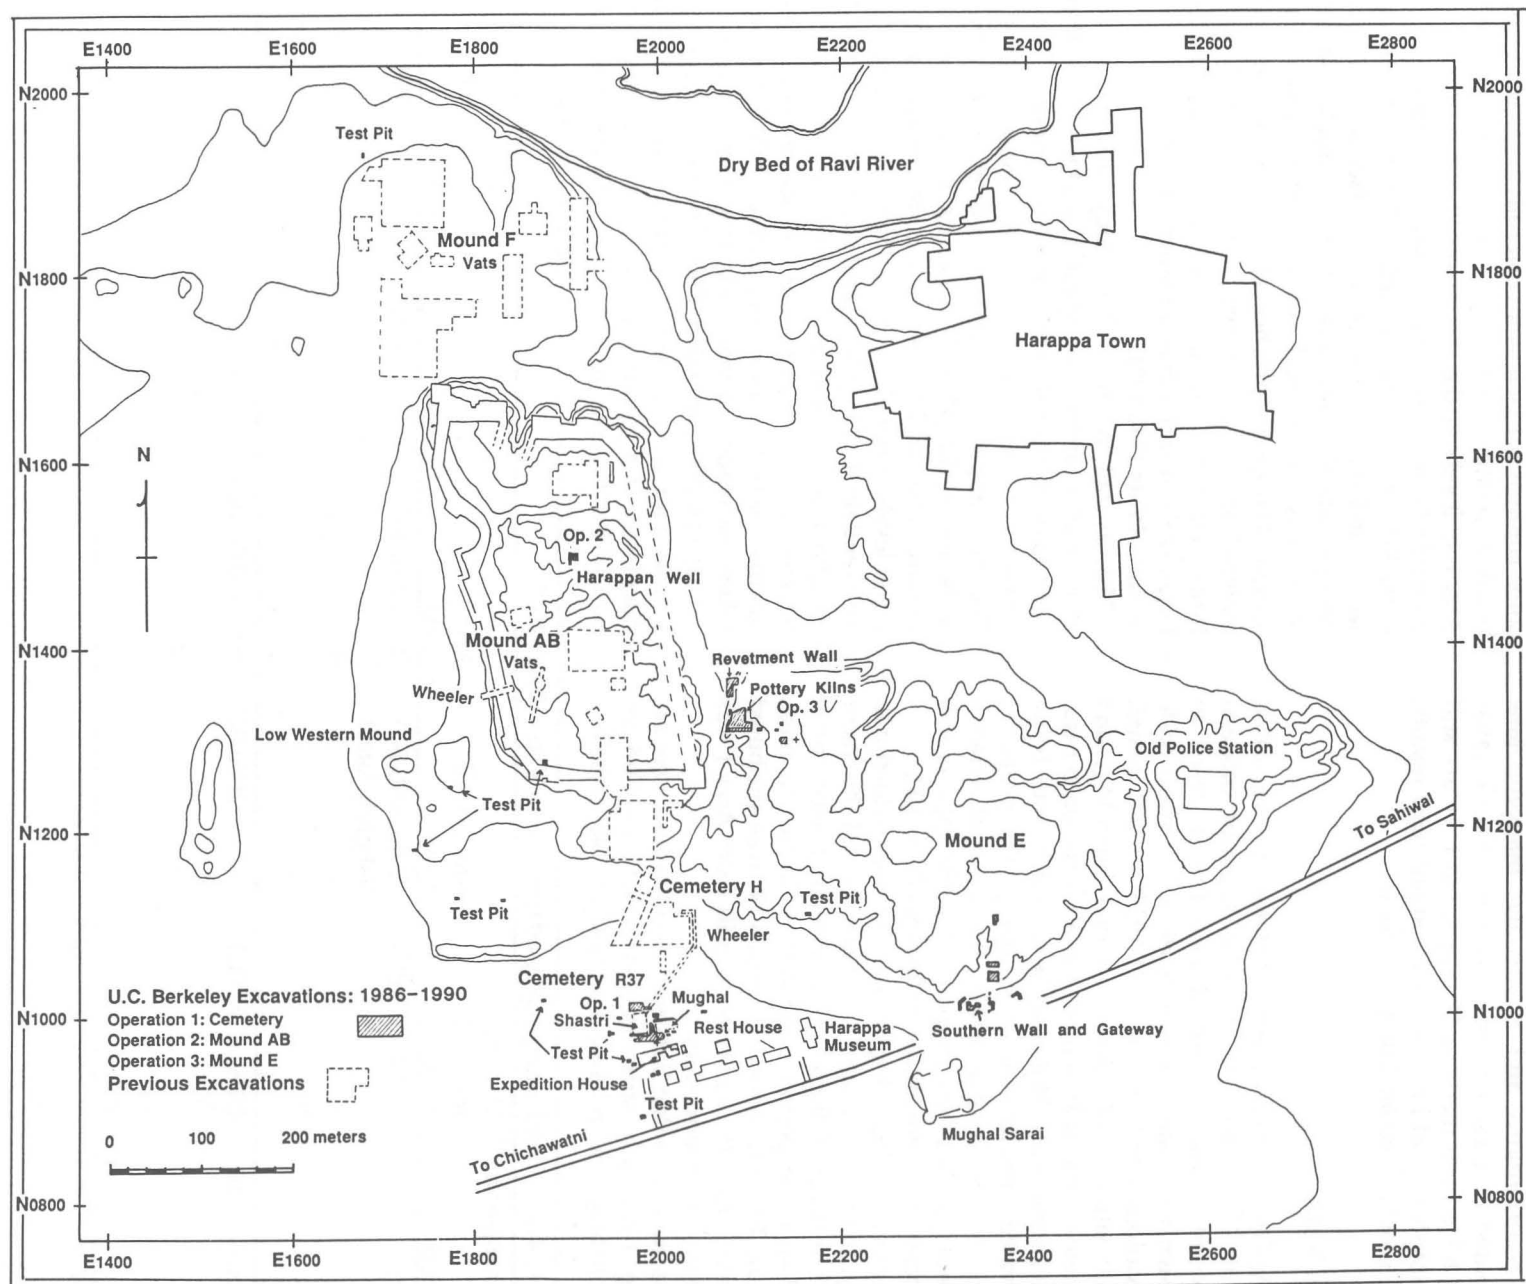 E1400 E1600 E1800 E2000 E2200 E2400 E2600 E2800
N2000 N2000
Test Pit
Dry Bed of Ravi River
Mound F
Vats
N1800 N1800
Harappa Town
N1600 N1600
N
Op. 2
Harappan Well
Mound AB
N1400 N1400
Vats
Revetment Wall
Wheeler
Pottery Kilns
Op. 3
Low Western Mound
Old Police Station
Test Pit
To Sahiwal
N1200 N1200
Mound E
Cemetery H
Test Pit
Test Pit
Wheeler
Cemetery R37
U.C. Berkeley Excavations: 1986-1990
Op. 1
Mughal
N1000 N1000
Operation 1: Cemetery
Shastri
Rest House
Harappa
Museum
Southern Wall and Gateway
Operation 2: Mound AB
Test Pit
Operation 3: Mound E
Expedition House
Previous Excavations
Test Pit
Mughal Sarai
0 100 200 meters
To Chichawatni
N0800 N0800
E1400 E1600 E1800 E2000 E2200 E2400 E2600 E2800